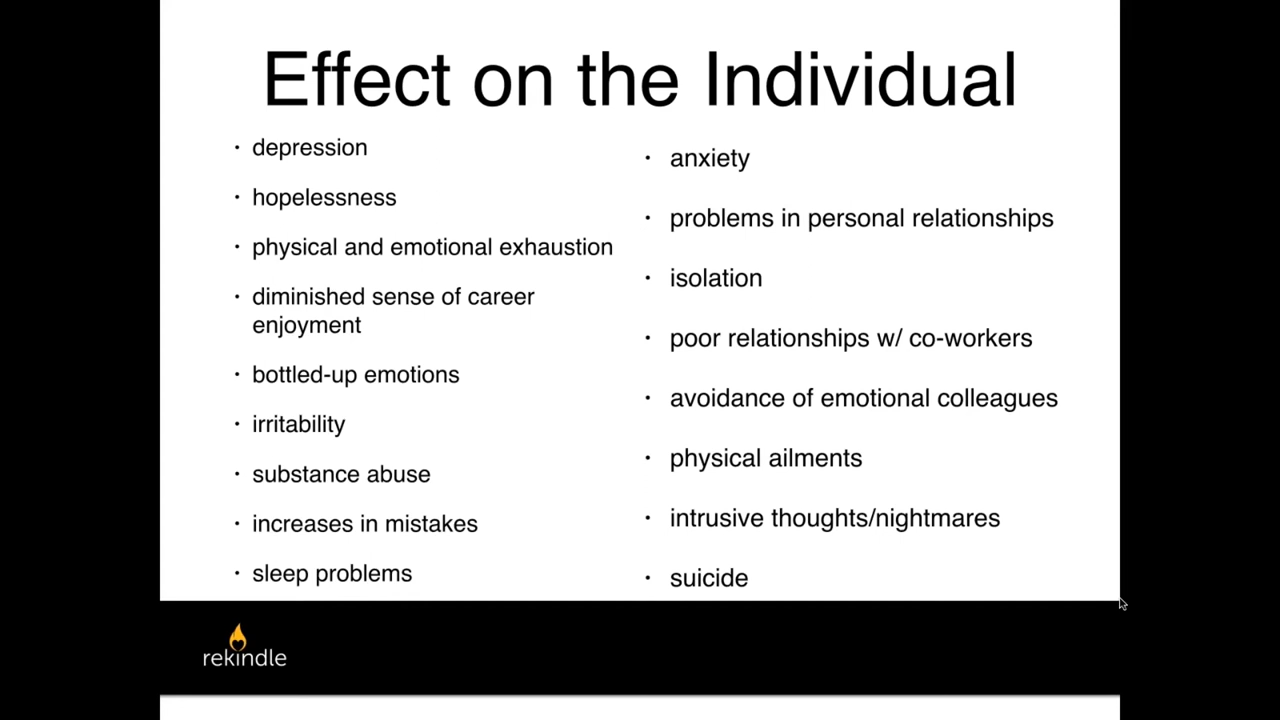 Effect on the Individual
• depression
• hopelessness
• physical and emotional exhaustion
• diminished sense of career
enjoyment
• bottled-up emotions
• irritability
• substance abuse
• increases in mistakes
• sleep problems
• anxiety
• problems in personal relationships
• isolation
• poor relationships w/ co-workers
• avoidance of emotional colleagues
• physical ailments
• intrusive thoughts/nightmares
• suicide
rekindle